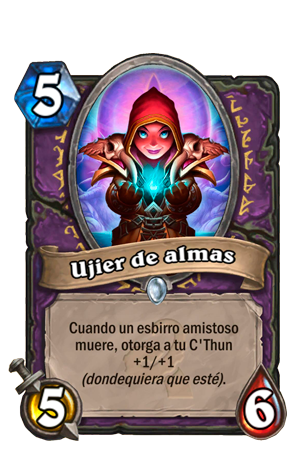 5
Ujier de almas
Cuando un esbirro amistoso
muere, otorga a tu C'Thun
+1/+1
(dondequiera que esté).
5
6